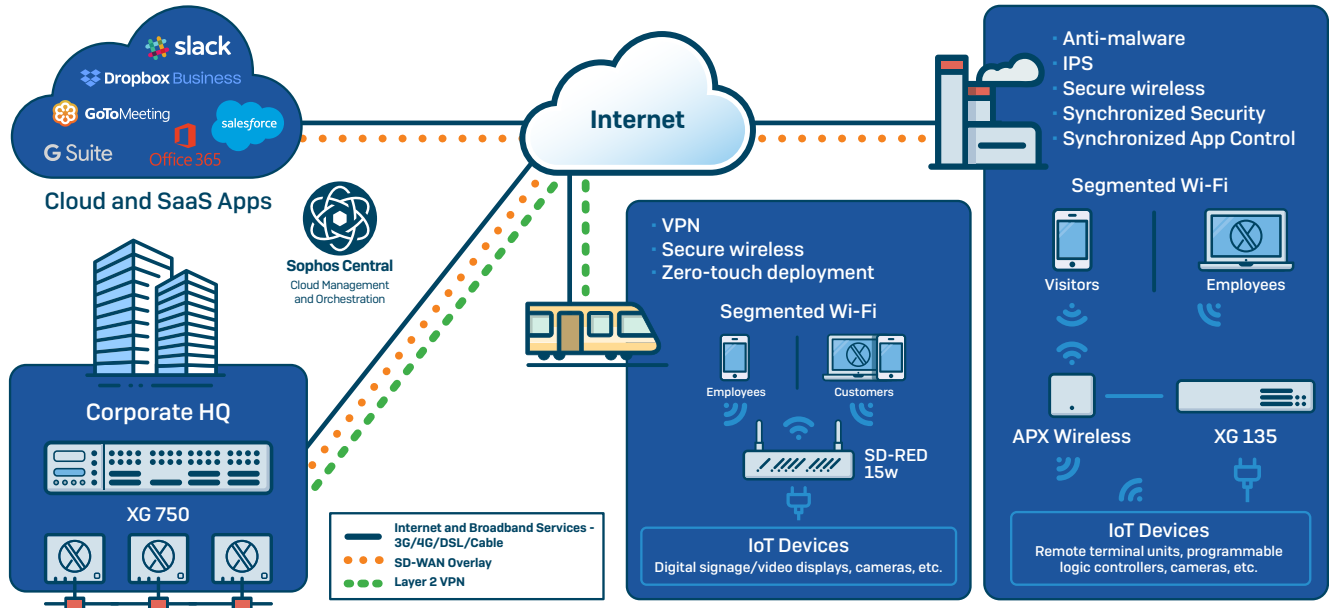 slack
Dropbox Business
GoToMeeting
salesforce
G Suite
Office 365
Cloud and SaaS Apps
Sophos Central
Cloud Management
and Orchestration
Internet
Corporate HQ
XG 750
Internet and Broadband Services -
3G/4G/DSL/Cable
SD-WAN Overlay
Layer 2 VPN
· VPN
· Secure wireless
· Zero-touch deployment
Segmented Wi-Fi
Employees
Customers
SD-RED
15w
IoT Devices
Digital signage/video displays, cameras, etc.
· Anti-malware
· IPS
· Secure wireless
· Synchronized Security
· Synchronized App Control
Segmented Wi-Fi
Visitors
Employees
APX Wireless
XG 135
IoT Devices
Remote terminal units, programmable
logic controllers, cameras, etc.